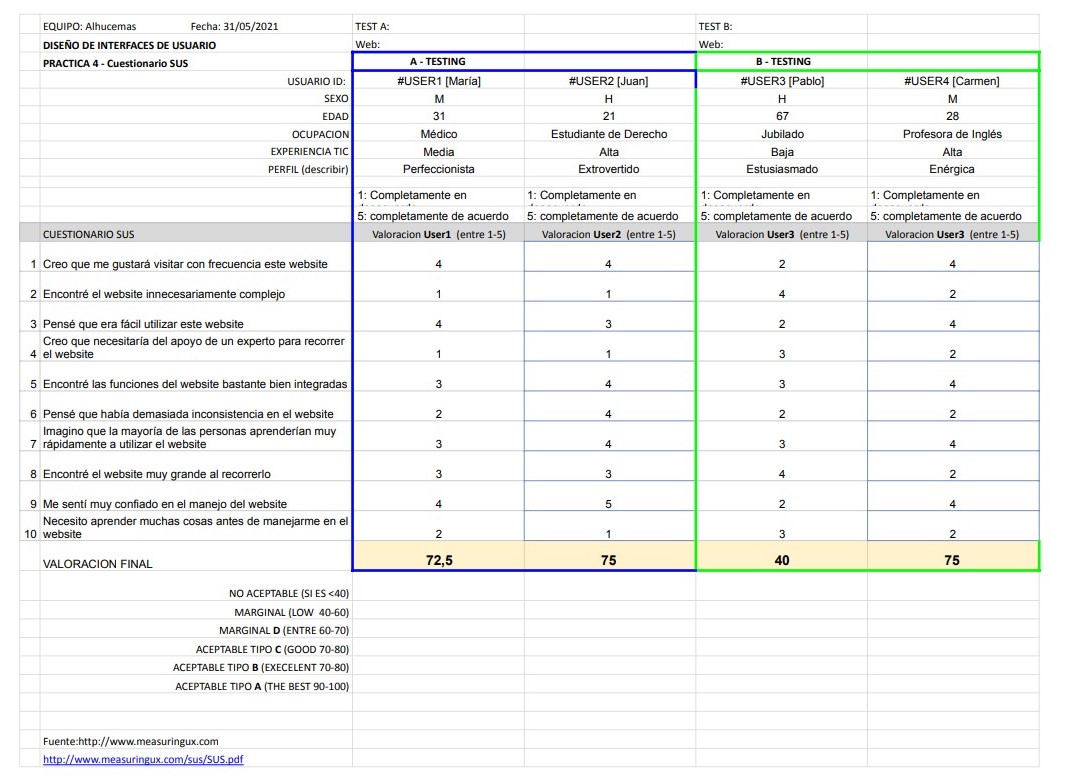 EQUIPO: Alhucemas Fecha: 31/05/2021 TEST A: TEST B:
DISEÑO DE INTERFACES DE USUARIO Web: Web:
PRACTICA 4 - Cuestionario SUS A - TESTING B - TESTING
USUARIO ID: #USER1 [María] #USER2 [Juan] #USER3 [Pablo] #USER4 [Carmen]
SEXO M H H M
EDAD 31 21 67 28
OCUPACION Médico Estudiante de Derecho Jubilado Profesora de Inglés
EXPERIENCIA TIC Media Alta Baja Alta
PERFIL (describir) Perfeccionista Extrovertido Estusiasmado Enérgica
1: Completamente en 1: Completamente en 1: Completamente en 1: Completamente en
5: completamente de acuerdo 5: completamente de acuerdo 5: completamente de acuerdo 5: completamente de acuerdo
CUESTIONARIO SUS Valoracion User1 (entre 1-5) Valoracion User2 (entre 1-5) Valoracion User3 (entre 1-5) Valoracion User3 (entre 1-5)
1 Creo que me gustará visitar con frecuencia este website 4 4 2 4
2 Encontré el website innecesariamente complejo 1 1 4 2
3 Pensé que era fácil utilizar este website 4 3 2 4
Creo que necesitaría del apoyo de un experto para recorrer
4 el website 1 1 3 2
5 Encontré las funciones del website bastante bien integradas 3 4 3 4
6 Pensé que había demasiada inconsistencia en el website 2 4 2 2
Imagino que la mayoría de las personas aprenderían muy
7 rápidamente a utilizar el website 3 4 3 4
8 Encontré el website muy grande al recorrerlo 3 3 4 2
9 Me sentí muy confiado en el manejo del website 4 5 2 4
Necesito aprender muchas cosas antes de manejarme en el
10 website 2 1 3 2
VALORACION FINAL 72,5 75 40 75
NO ACEPTABLE (SI ES <40)
MARGINAL (LOW 40-60)
MARGINAL D (ENTRE 60-70)
ACEPTABLE TIPO C (GOOD 70-80)
ACEPTABLE TIPO B (EXECELENT 70-80)
ACEPTABLE TIPO A (THE BEST 90-100)
Fuente:http://www.measuringux.com
http://www.measuringux.com/sus/SUS.pdf